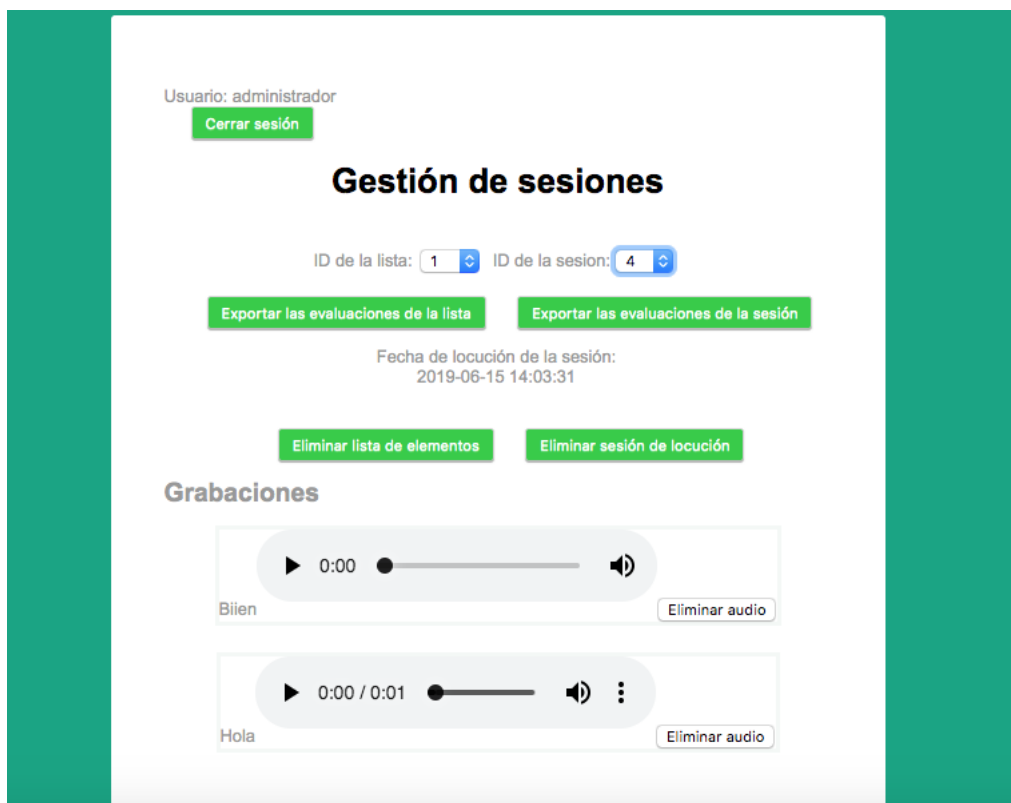 Usuario: administrador
Cerrar sesión
Gestión de sesiones
ID de la lista: 1 ID de la sesion: 4
Exportar las evaluaciones de la lista Exportar las evaluaciones de la sesión
Fecha de locución de la sesión:
2019-06-15 14:03:31
Eliminar lista de elementos Eliminar sesión de locución
Grabaciones
0:00
Biien Eliminar audio
0:00 / 0:01
Hola Eliminar audio